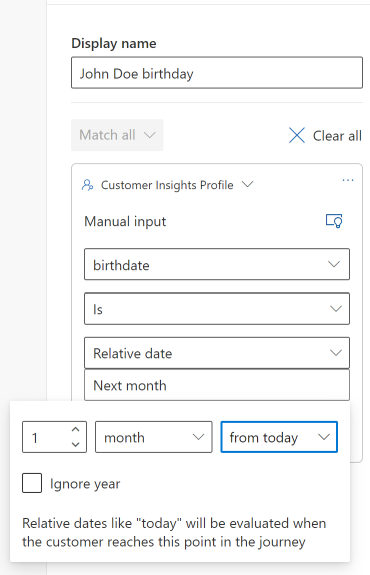 Display name
John Doe birthday
Match all
Clear all
Customer Insights Profile
...
Manual input
birthdate
Is
Relative date
Next month
1 month from today
Ignore year
Relative dates like "today" will be evaluated when
the customer reaches this point in the journey